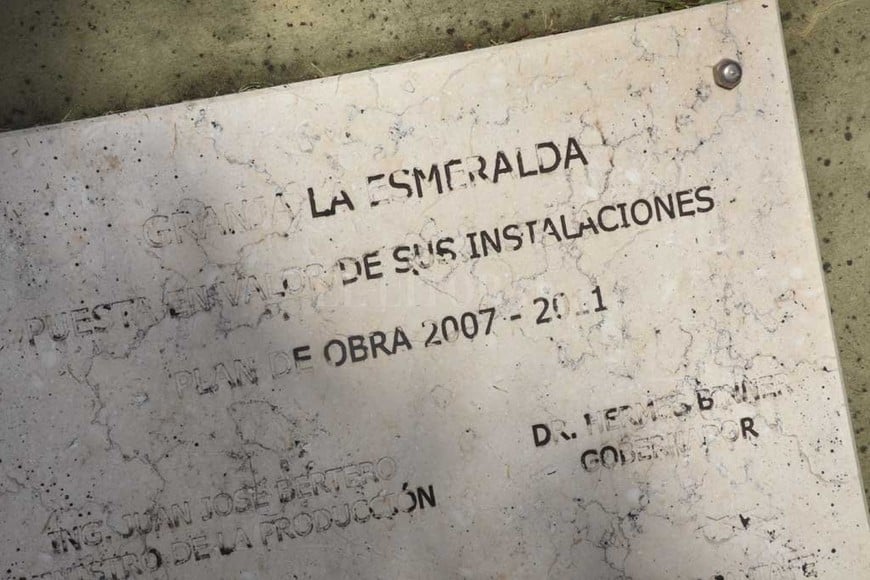 GRANJA LA ESMERALDA
PUESTA EN VALOR DE SUS INSTALACIONES
PLAN DE OBRA 2007 - 2011
DR. HERMES BINNER
GOBERNADOR
ING. JUAN JOSÉ BERTERO
MINISTRO DE LA PRODUCCIÓN